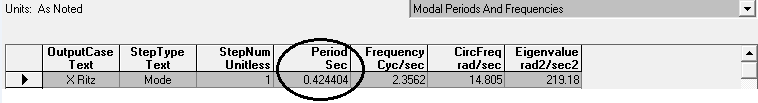 Units: As Noted
Modal Periods And Frequencies
OutputCase StepType StepNum Period Frequency CircFreq Eigenvalue
Text Text Unitless Sec Cyc/sec rad/sec rad2/sec2
X Ritz Mode 1 0.424404 2.3562 14.805 219.18